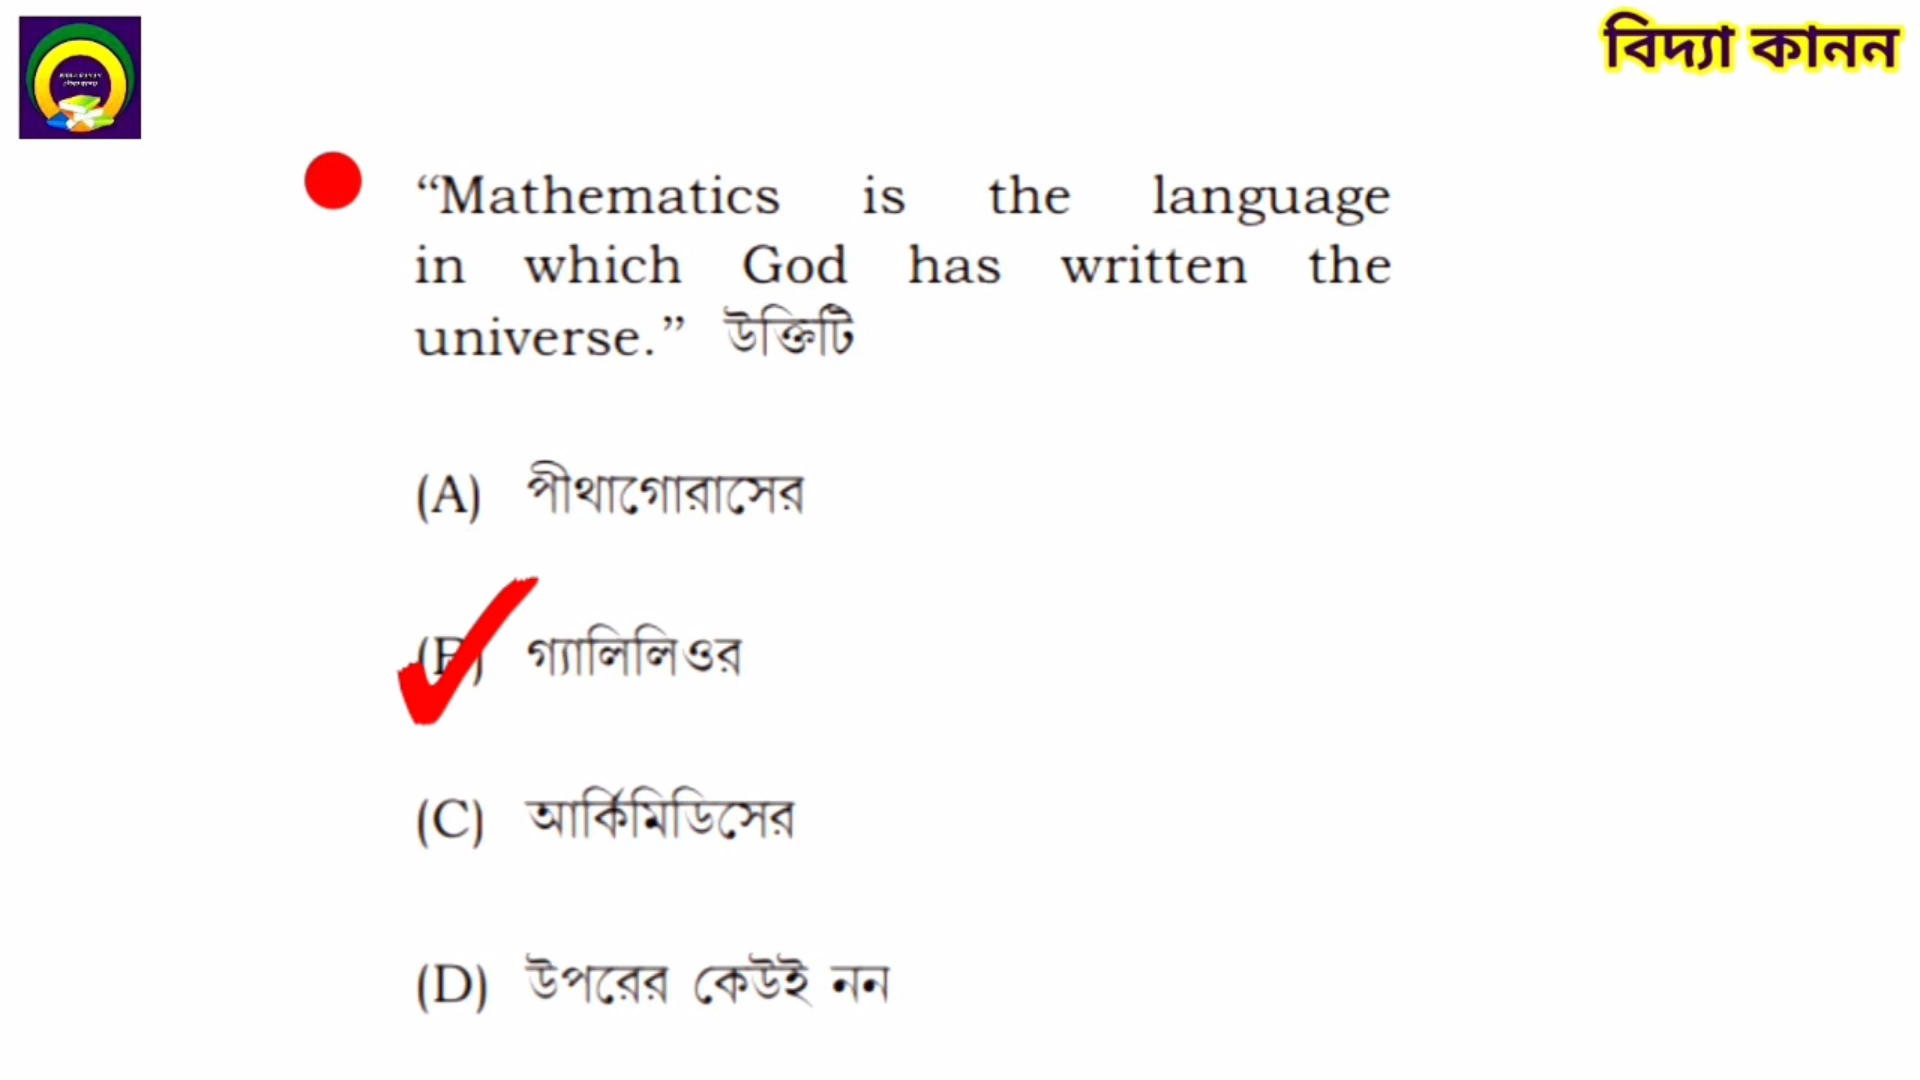 বিদ্যা কানন
“Mathematics is the language
in which God has written the
universe.” উক্তিটি
(A) পীথাগোরাসের
(B) গ্যালিলিওর
(C) আর্কিমিডিসের
(D) উপরের কেউই নন